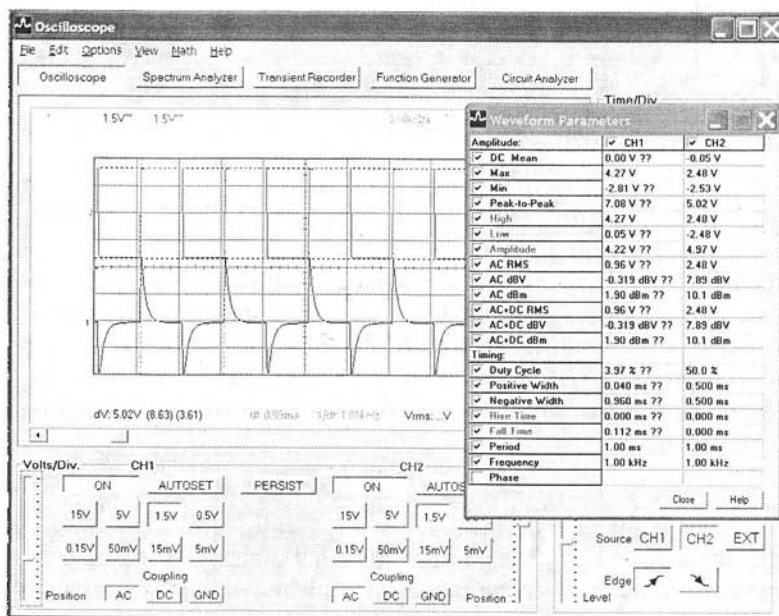 Oscilloscope
File Edit Options View Math Help
Oscilloscope Spectrum Analyzer Transient Recorder Function Generator Circuit Analyzer
Time/Div
1.5V~ 1.5V~
Waveform Parameters
Amplitude: CH1 CH2
DC Mean 0.00 V ?? -0.05 V
Max 4.27 V 2.48 V
Min -2.81 V ?? -2.53 V
Peak-to-Peak 7.08 V ?? 5.02 V
High 4.27 V 2.48 V
Low 0.05 V ?? -2.48 V
Amplitude 4.22 V ?? 4.97 V
AC RMS 0.96 V ?? 2.48 V
AC dBV -0.319 dBV ?? 7.89 dBV
AC dBm 1.90 dBm ?? 10.1 dBm
AC+DC RMS 0.96 V ?? 2.48 V
AC+DC dBV -0.319 dBV ?? 7.89 dBV
AC+DC dBm 1.90 dBm ?? 10.1 dBm
Timing:
Duty Cycle 3.97 % ?? 50.0 %
Positive Width 0.040 ms ?? 0.500 ms
Negative Width 0.960 ms ?? 0.500 ms
Rise Time 0.000 ms ?? 0.000 ms
Fall Time 0.112 ms ?? 0.000 ms
Period 1.00 ms 1.00 ms
Frequency 1.00 kHz 1.00 kHz
Phase
Close Help
1
dV: 5.02V (8.63) (3.61) Vrms: ...V
Volts/Div. CH1 CH2
ON AUTOSET PERSIST ON AUTOS
15V 5V 1.5V 0.5V 15V 5V 1.5V
0.15V 50mV 15mV 5mV 0.15V 50mV 15mV 5mV
Coupling Coupling
Position AC DC GND AC DC GND Position
Source CH1 CH2 EXT
Edge
Level